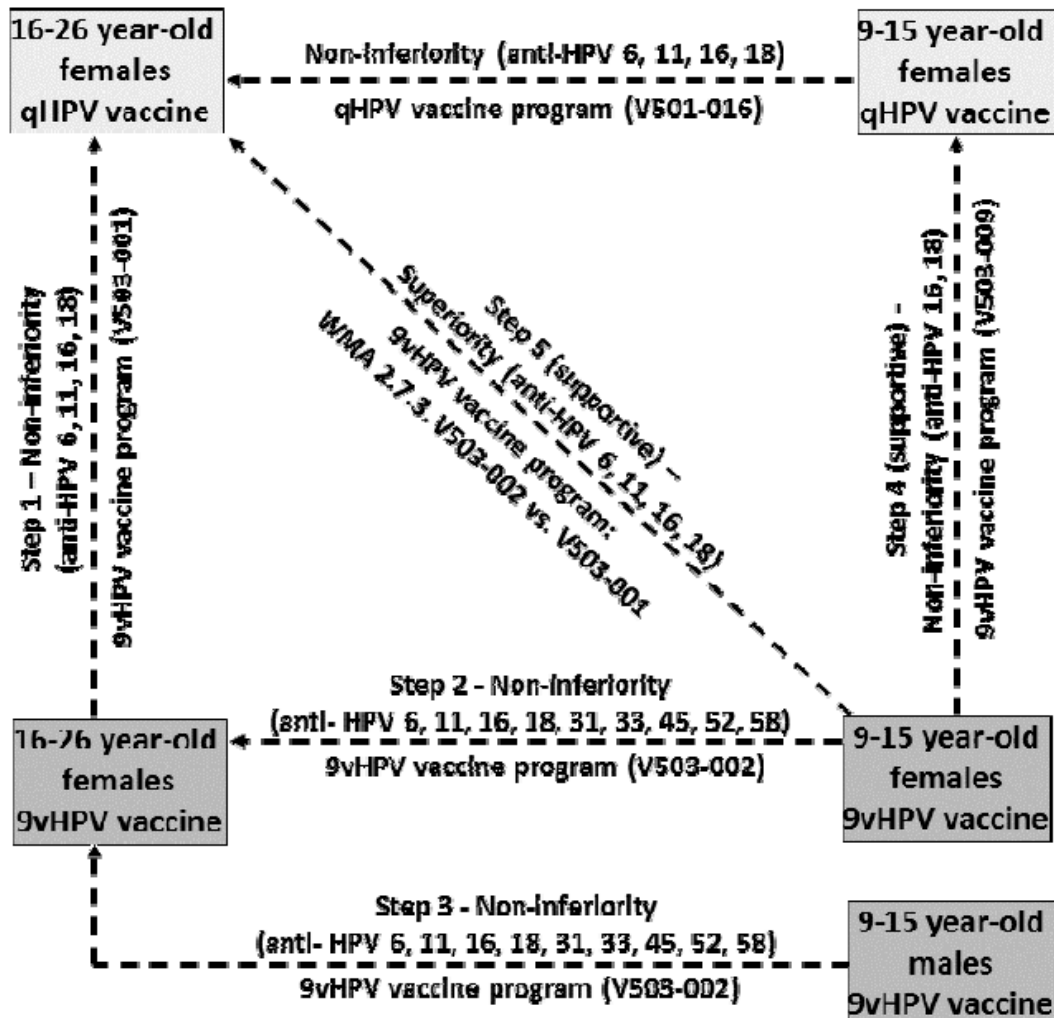 16-26 year-old
females
qHPV vaccine
Non-inferiority (anti-HPV 6, 11, 16, 18)
qHPV vaccine program (V501-016)
9-15 year-old
females
qHPV vaccine
Step 1 – Non-inferiority
(anti-HPV 6, 11, 16, 18)
9vHPV vaccine program (V503-001)
Step 5 (supportive) –
Superiority (anti-HPV 6, 11, 16, 18)
9vHPV vaccine program:
WMA 2.7.3. V503-002 vs. V503-001
Step 4 (supportive) -
Non-inferiority (anti-HPV 16, 18)
9vHPV vaccine program (V503-009)
16-26 year-old
females
9vHPV vaccine
Step 2 - Non-inferiority
(anti- HPV 6, 11, 16, 18, 31, 33, 45, 52, 58)
9vHPV vaccine program (V503-002)
9-15 year-old
females
9vHPV vaccine
Step 3 - Non-inferiority
(anti- HPV 6, 11, 16, 18, 31, 33, 45, 52, 58)
9vHPV vaccine program (V503-002)
9-15 year-old
males
9vHPV vaccine